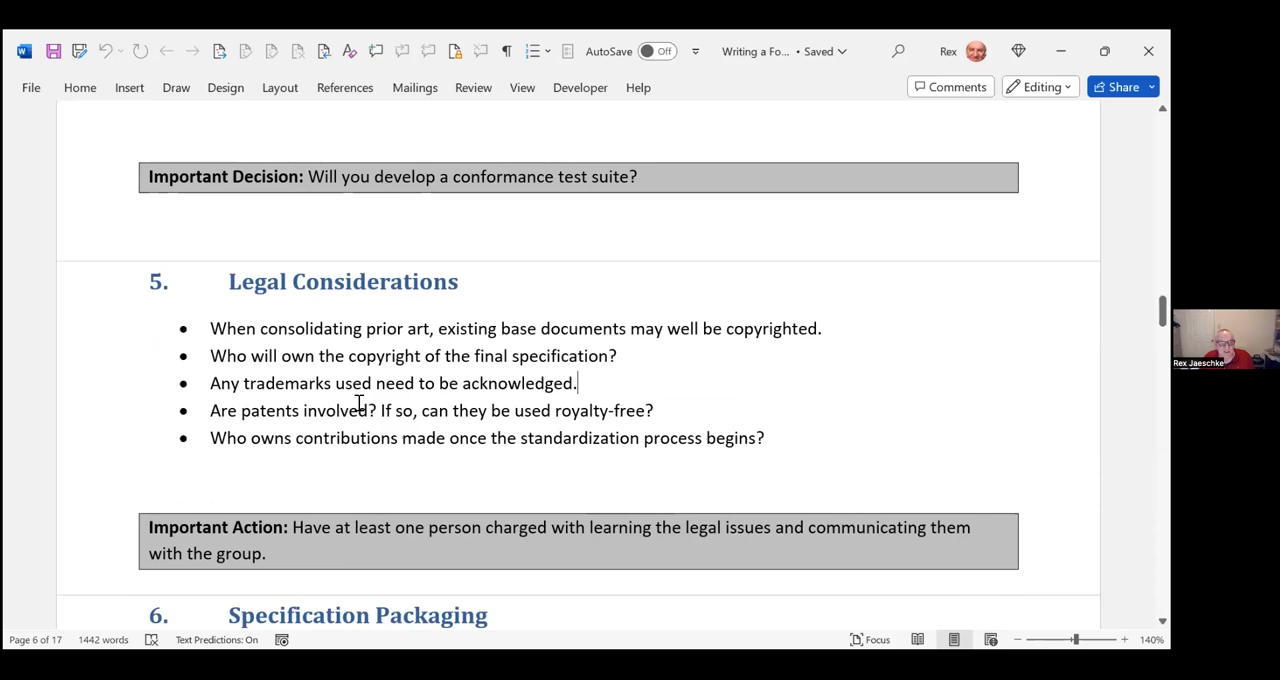 AutoSave Off Writing a Fo... • Saved Rex
File Home Insert Draw Design Layout References Mailings Review View Developer Help Comments Editing Share
Important Decision: Will you develop a conformance test suite?
5. Legal Considerations
• When consolidating prior art, existing base documents may well be copyrighted.
• Who will own the copyright of the final specification?
• Any trademarks used need to be acknowledged.
• Are patents involved? If so, can they be used royalty-free?
• Who owns contributions made once the standardization process begins?
Important Action: Have at least one person charged with learning the legal issues and communicating them
with the group.
6. Specification Packaging
Page 6 of 17 1442 words Text Predictions: On Focus 140%
Rex Jaeschke